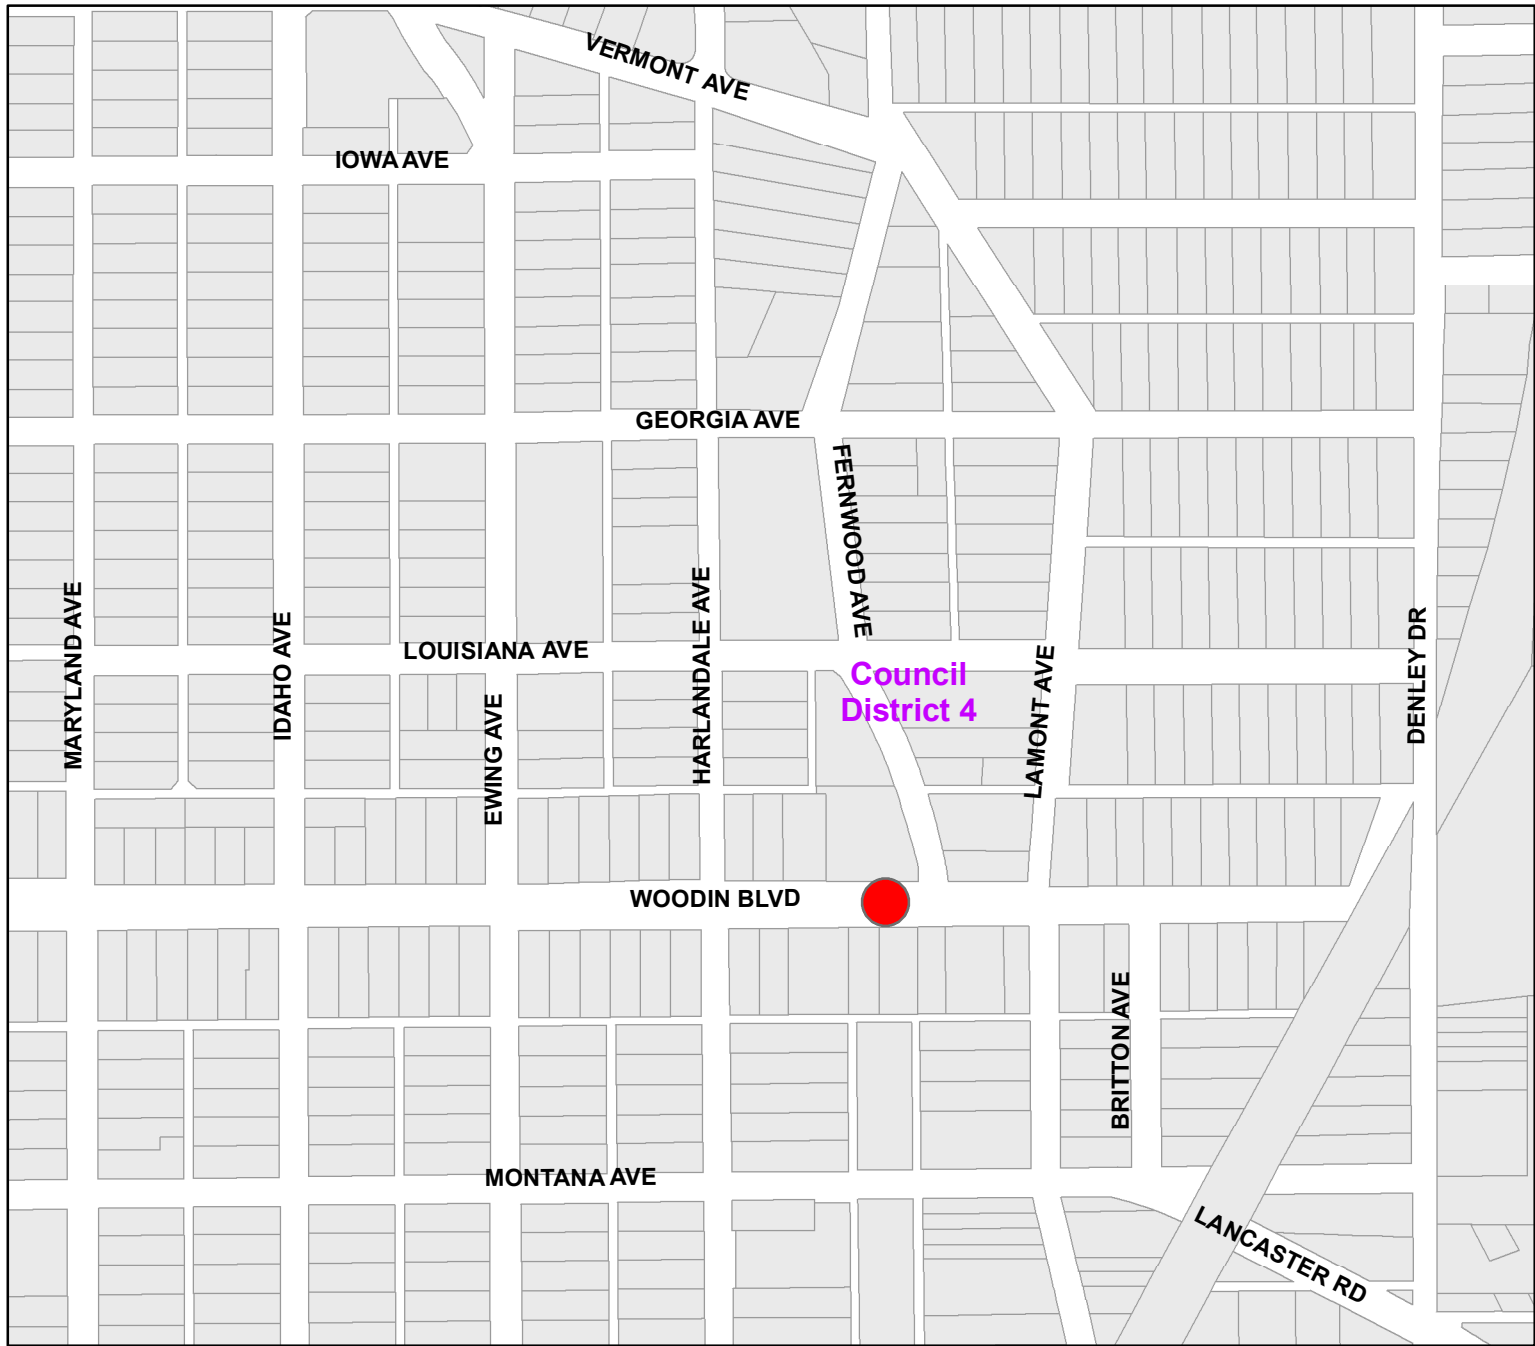 VERMONT AVE
IOWA AVE
GEORGIA AVE
FERNWOOD AVE
MARYLAND AVE
IDAHO AVE
LOUISIANA AVE
HARLANDALE AVE
Council
District 4
LAMONT AVE
DENLEY DR
EWING AVE
WOODIN BLVD
BRITTON AVE
MONTANA AVE
LANCASTER RD